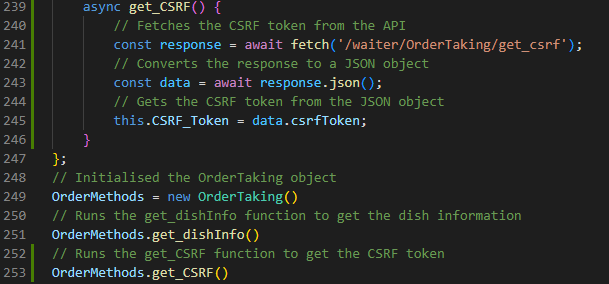 239 async get_CSRF() {
240 // Fetches the CSRF token from the API
241 const response = await fetch('/waiter/OrderTaking/get_csrf');
242 // Converts the response to a JSON object
243 const data = await response.json();
244 // Gets the CSRF token from the JSON object
245 this.CSRF_Token = data.csrfToken;
246 }
247 };
248 // Initialised the OrderTaking object
249 OrderMethods = new OrderTaking()
250 // Runs the get_dishInfo function to get the dish information
251 OrderMethods.get_dishInfo()
252 // Runs the get_CSRF function to get the CSRF token
253 OrderMethods.get_CSRF()